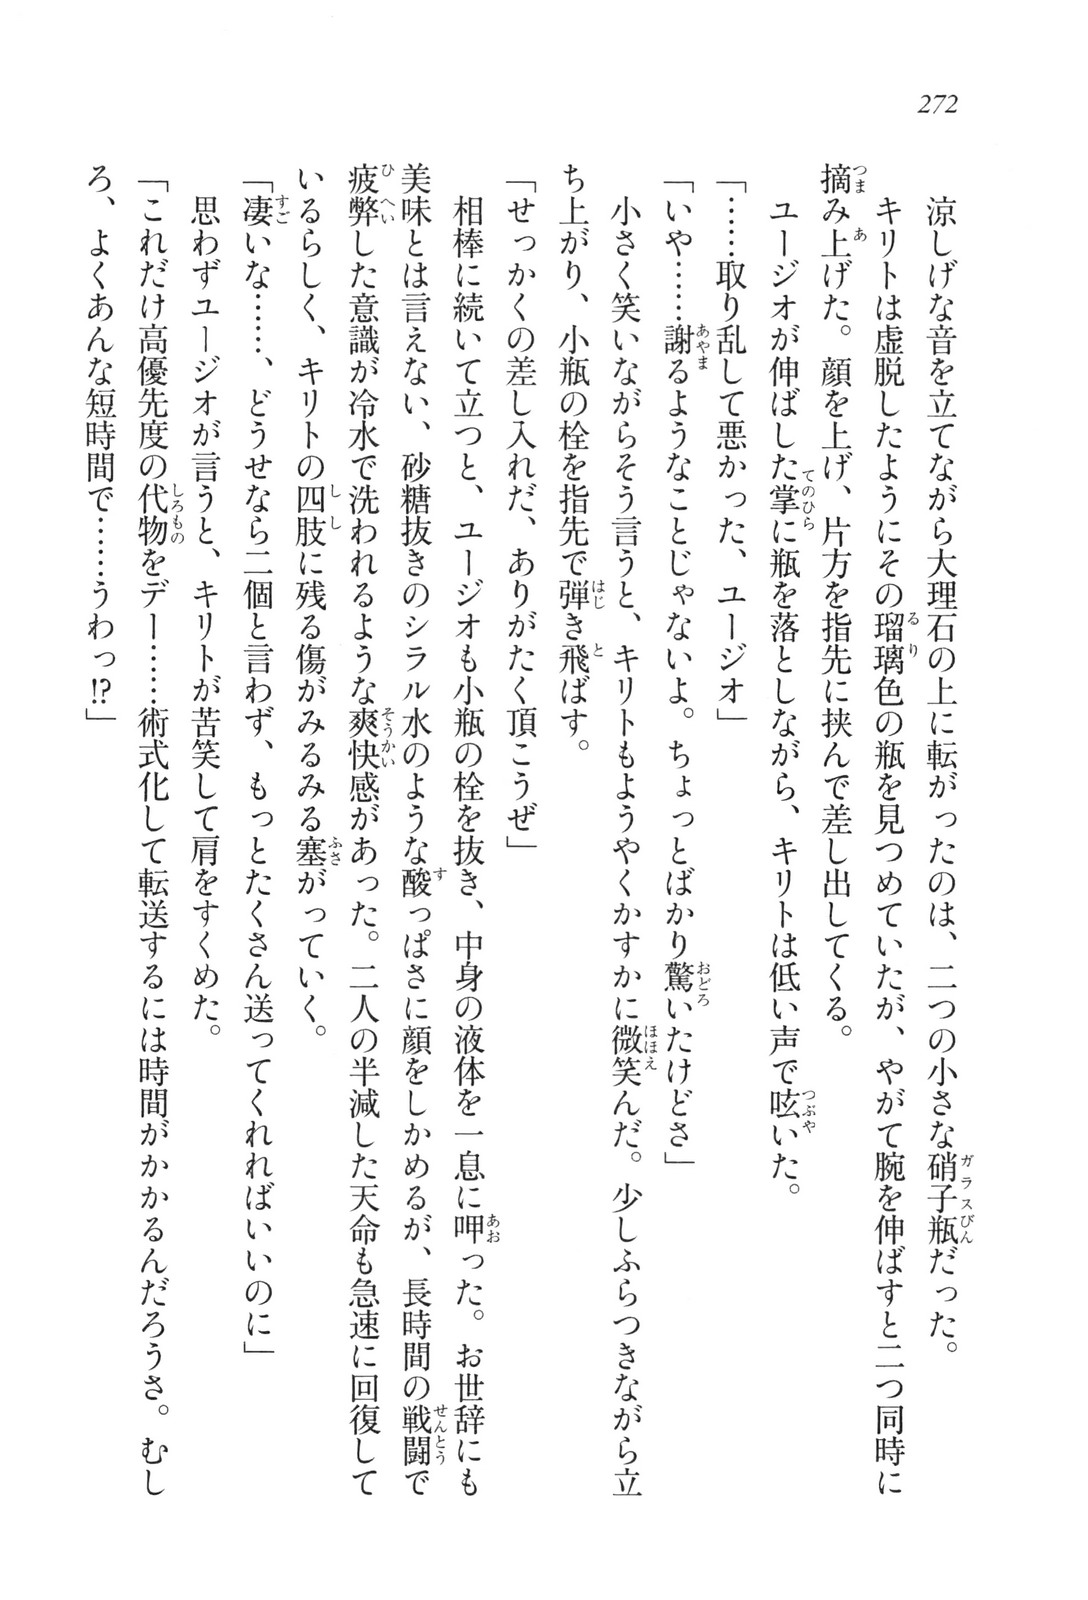 272
涼しげな音を立てながら大理石の上に転がったのは、二つの小さな硝子瓶だった。
キリトは虚脱したようにその瑠璃色の瓶を見つめていたが、やがて腕を伸ばすと二つ同時に
摘み上げた。顔を上げ、片方を指先に挟んで差し出してくる。
ユージオが伸ばした掌に瓶を落としながら、キリトは低い声で呟いた。
「……取り乱して悪かった、ユージオ」
「いや……謝るようなことじゃないよ。ちょっとばかり驚いたけどさ」
小さく笑いながらそう言うと、キリトもようやくかすかに微笑んだ。少しふらつきながら立
ち上がり、小瓶の栓を指先で弾き飛ばす。
「せっかくの差し入れだ、ありがたく頂こうぜ」
相棒に続いて立つと、ユージオも小瓶の栓を抜き、中身の液体を一息に呷った。お世辞にも
美味とは言えない、砂糖抜きのシラル水のような酸っぱさに顔をしかめるが、長時間の戦闘で
疲弊した意識が冷水で洗われるような爽快感があった。二人の半減した天命も急速に回復して
いるらしく、キリトの四肢に残る傷がみるみる塞がっていく。
「凄いな……、どうせなら二個と言わず、もっとたくさん送ってくれればいいのに」
思わずユージオが言うと、キリトが苦笑して肩をすくめた。
「これだけ高優先度の代物をデー……術式化して転送するには時間がかかるんだろうさ。むし
ろ、よくあんな短時間で……うわっ!?」